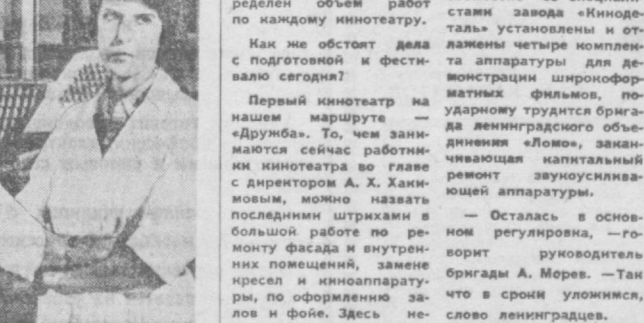 ределен объем работ
по каждому кинотеатру.
Как же обстоят дела
с подготовкой к фести-
валю сегодня?
Первый кинотеатр на
нашем маршруте —
«Дружба». То, чем зани-
маются сейчас работни-
ки кинотеатра во главе
с директором А. Х. Хаки-
мовым, можно назвать
последними штрихами в
большой работе по ре-
монту фасада и внутрен-
них помещений, замене
кресел и киноаппарату-
ры, по оформлению за-
лов и фойе. Здесь не-
стами завода «Киноде-
таль» установлены и от-
лажены четыре комплек-
та аппаратуры для де-
монстрации широкофор-
матных фильмов, по-
ударному трудится брига-
да ленинградского объе-
динения «Ломо», закан-
чивающая капитальный
ремонт звукоусилива-
ющей аппаратуры.
— Осталась в основ-
ном регулировка, —го-
ворит руководитель
бригады А. Морев. —Так
что в сроки уложимся,
слово ленинградцев.